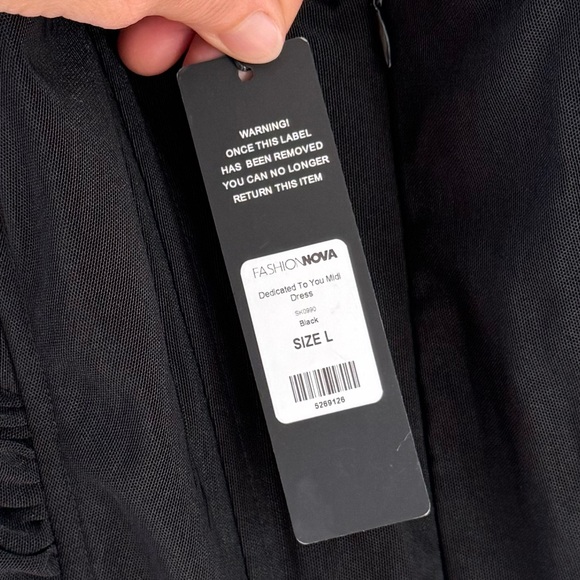 WARNING!
ONCE THIS LABEL
HAS BEEN REMOVED
YOU CAN NO LONGER
RETURN THIS ITEM
FASHIONNOVA
Dedicated To You Midi
Dress
SK0890
Black
SIZE L
5269126